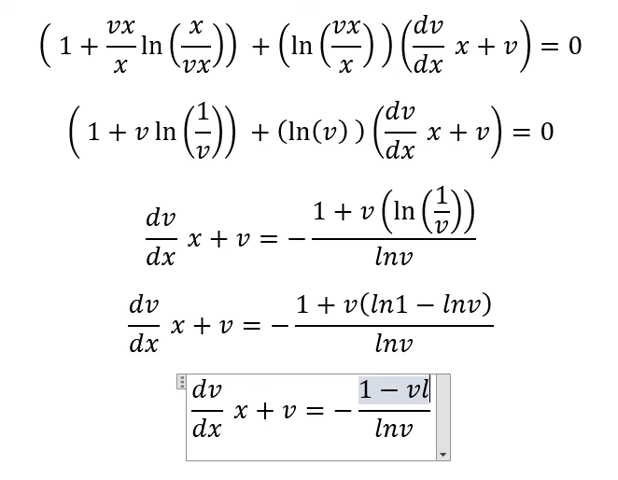 (1 + vx/x ln(x/vx)) + (ln(vx/x))(dv/dx x + v) = 0
(1 + v ln(1/v)) + (ln(v))(dv/dx x + v) = 0
dv/dx x + v = − (1 + v(ln(1/v)))/lnv
dv/dx x + v = − (1 + v(ln1 − lnv))/lnv
dv/dx x + v = − (1 − vl)/lnv